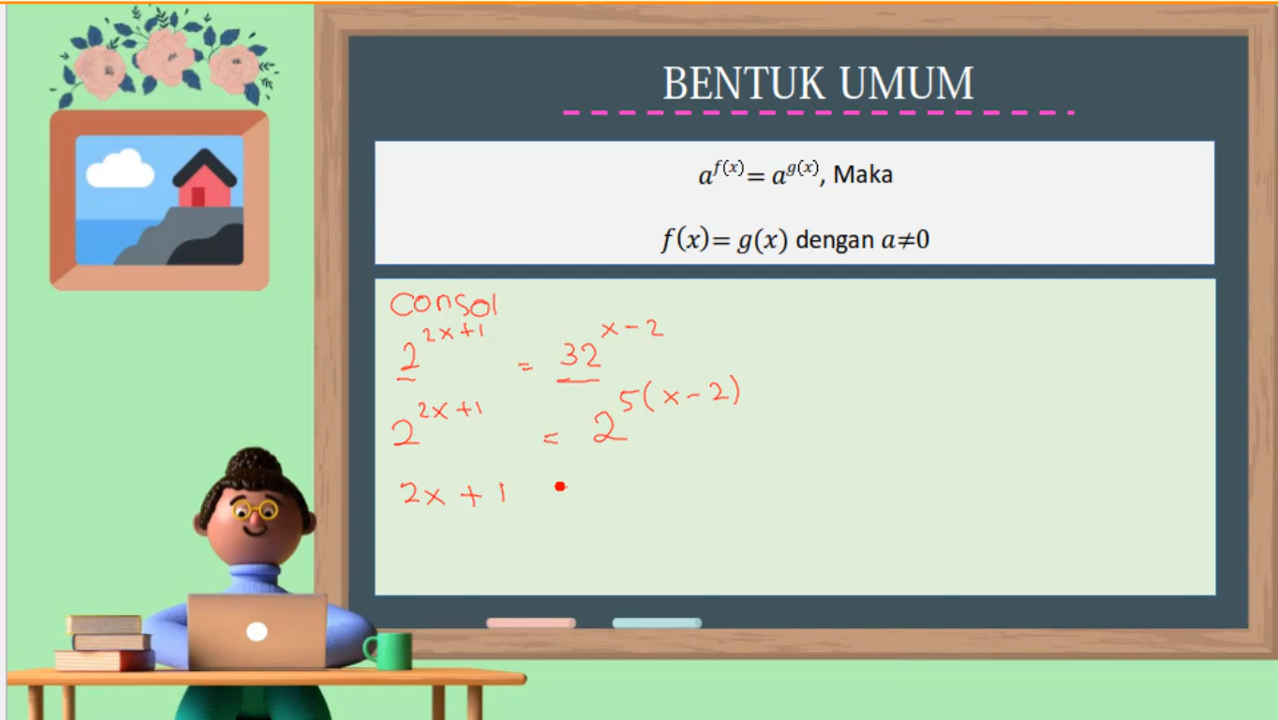 BENTUK UMUM
a^f(x) = a^g(x), Maka
f(x)= g(x) dengan a≠0
Consol
2^2x+1 = 32^x-2
2^2x+1 = 2^5(x-2)
2x + 1